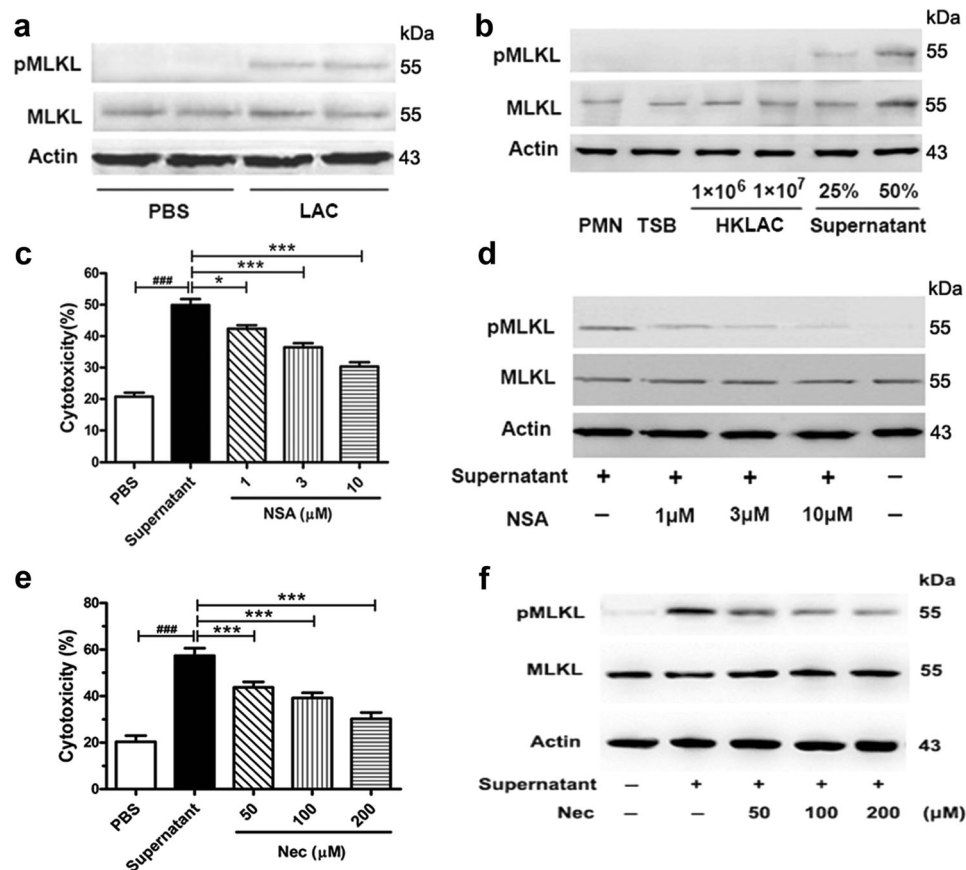 a
kDa
pMLKL 55
MLKL 55
Actin 43
PBS LAC
b
kDa
pMLKL 55
MLKL 55
Actin 43
1×10⁶ 1×10⁷ 25% 50%
PMN TSB HKLAC Supernatant
c
***
***
### *
Cytotoxicity(%)
60
50
40
30
20
10
0
PBS
Supernatant
1 3 10
NSA (μM)
d
kDa
pMLKL 55
MLKL 55
Actin 43
Supernatant + + + + −
NSA − 1μM 3μM 10μM −
e
***
***
### ***
Cytotoxicity (%)
80
60
40
20
0
PBS
Supernatant
50 100 200
Nec (μM)
f
kDa
pMLKL 55
MLKL 55
Actin 43
Supernatant − + + + +
Nec − − 50 100 200 (μM)